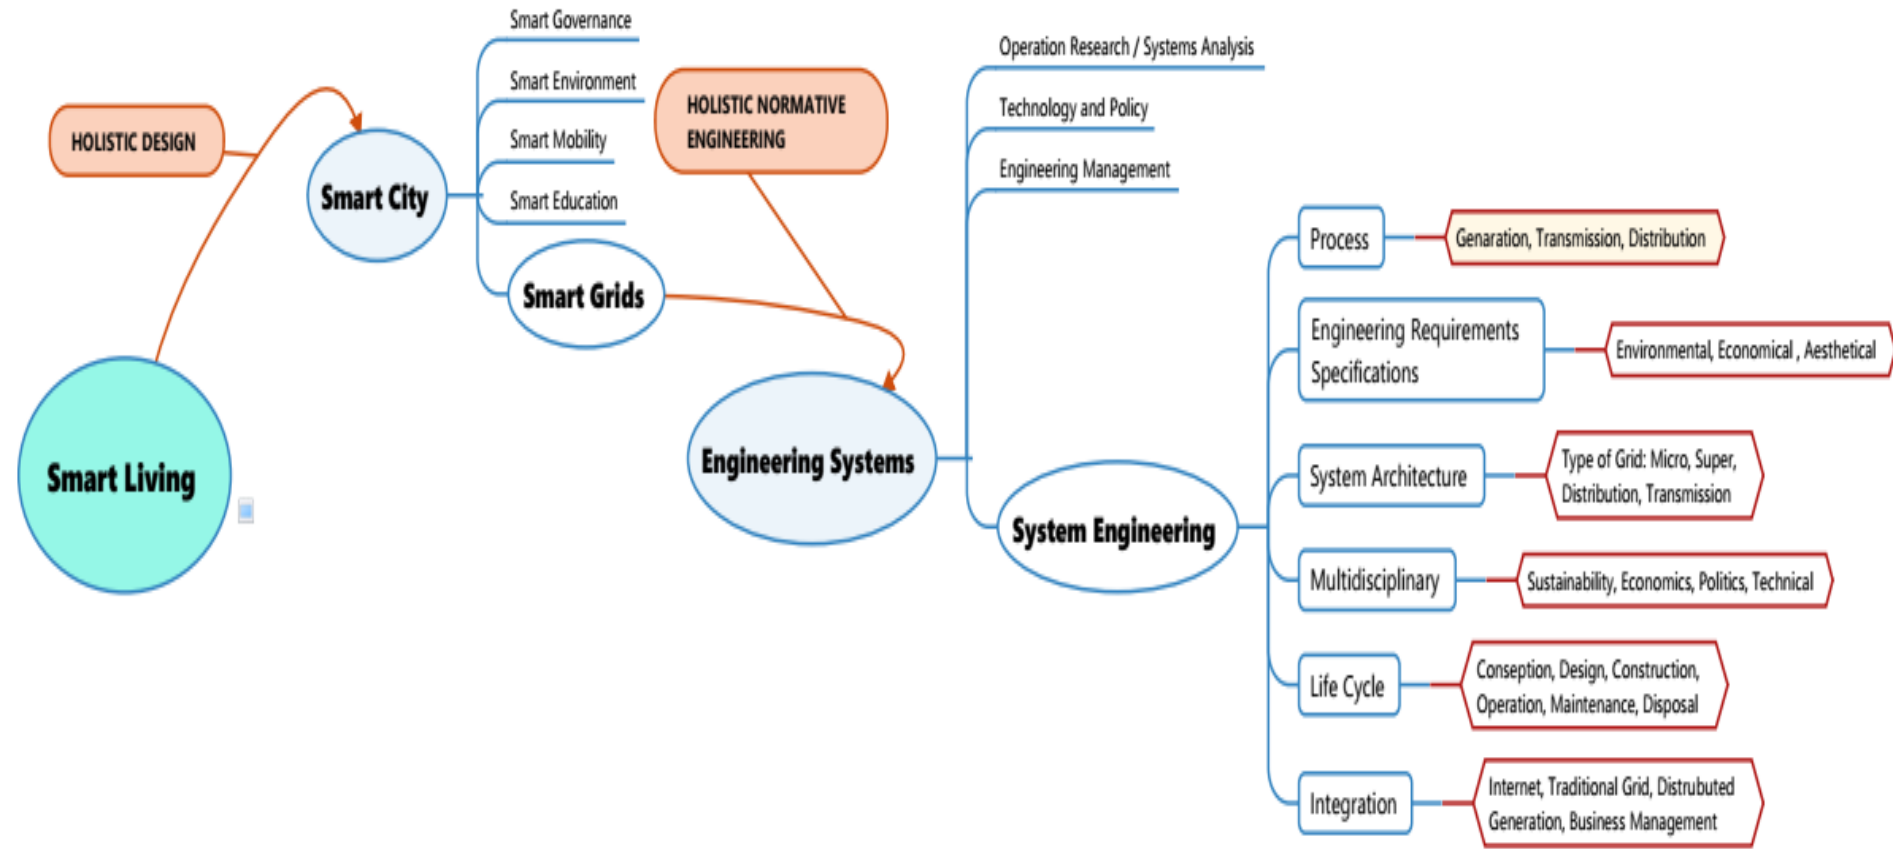 HOLISTIC DESIGN
Smart Living
Smart City
Smart Governance
Smart Environment
Smart Mobility
Smart Education
Smart Grids
HOLISTIC NORMATIVE
ENGINEERING
Engineering Systems
Operation Research / Systems Analysis
Technology and Policy
Engineering Management
System Engineering
Process
Genaration, Transmission, Distribution
Engineering Requirements
Specifications
Environmental, Economical , Aesthetical
System Architecture
Type of Grid: Micro, Super,
Distribution, Transmission
Multidisciplinary
Sustainability, Economics, Politics, Technical
Life Cycle
Conseption, Design, Construction,
Operation, Maintenance, Disposal
Integration
Internet, Traditional Grid, Distrubuted
Generation, Business Management